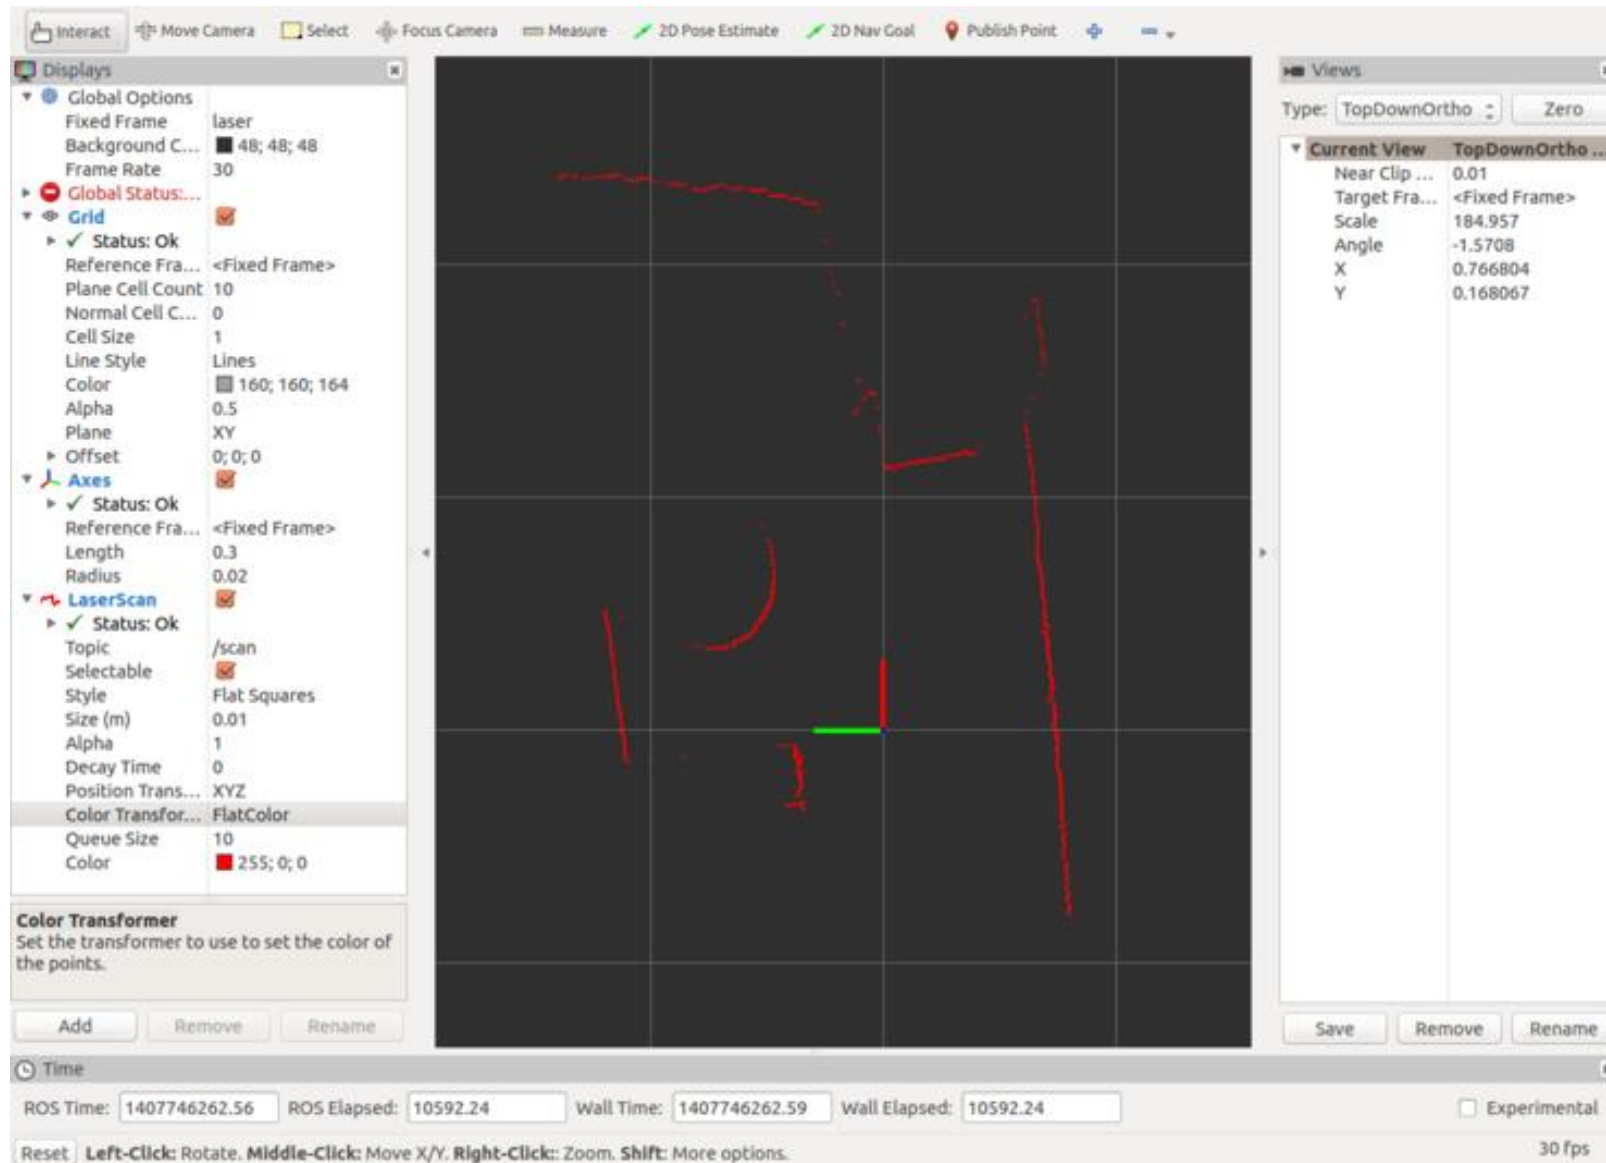 Interact Move Camera Select Focus Camera Measure 2D Pose Estimate 2D Nav Goal Publish Point
Displays
Global Options
Fixed Frame laser
Background C... 48; 48; 48
Frame Rate 30
Global Status:...
Grid
Status: Ok
Reference Fra... <Fixed Frame>
Plane Cell Count 10
Normal Cell C... 0
Cell Size 1
Line Style Lines
Color 160; 160; 164
Alpha 0.5
Plane XY
Offset 0; 0; 0
Axes
Status: Ok
Reference Fra... <Fixed Frame>
Length 0.3
Radius 0.02
LaserScan
Status: Ok
Topic /scan
Selectable
Style Flat Squares
Size (m) 0.01
Alpha 1
Decay Time 0
Position Trans... XYZ
Color Transfor... FlatColor
Queue Size 10
Color 255; 0; 0
Color Transformer
Set the transformer to use to set the color of
the points.
Add Remove Rename
Views
Type: TopDownOrtho Zero
Current View TopDownOrtho ...
Near Clip ... 0.01
Target Fra... <Fixed Frame>
Scale 184.957
Angle -1.5708
X 0.766804
Y 0.168067
Save Remove Rename
Time
ROS Time: 1407746262.56 ROS Elapsed: 10592.24 Wall Time: 1407746262.59 Wall Elapsed: 10592.24 Experimental
Reset Left-Click: Rotate. Middle-Click: Move X/Y. Right-Click:: Zoom. Shift: More options. 30 fps